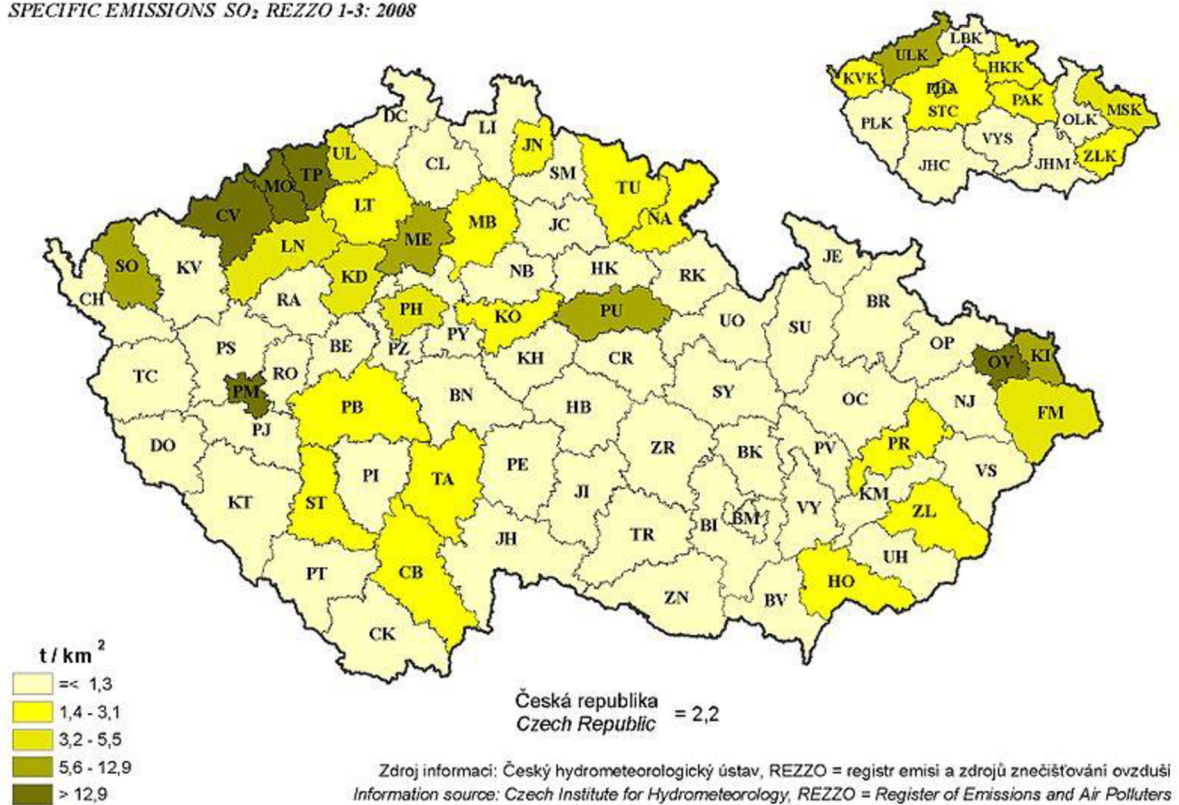 SPECIFIC EMISSIONS SO₂ REZZO 1-3: 2008
LBK
ULK
HKK
KVK
PHA
STC
PAK
MSK
PLK
OLK
VYS
ZLK
JHC
JHM
DC
LI
UL
JN
CL
TP
MO
SM
TU
LT
CV
MB
NA
JC
ME
LN
SO
KV
KD
NB
HK
RK
JE
CH
RA
BR
PH
KO
PU
UO
SU
PS
BE
PZ
PY
OP
OV
KI
TC
RO
KH
CR
PM
BN
SY
OC
NJ
PB
HB
FM
DO
PJ
ZR
PR
PI
TA
PE
BK
PV
VS
KT
ST
JI
KM
ZL
BI
BM
VY
JH
TR
UH
PT
CB
HO
ZN
BV
CK
t / km ²
=< 1,3
1,4 - 3,1
3,2 - 5,5
5,6 - 12,9
> 12,9
Česká republika
Czech Republic = 2,2
Zdroj informací: Český hydrometeorologický ústav, REZZO = registr emisí a zdrojů znečišťování ovzduší
Information source: Czech Institute for Hydrometeorology, REZZO = Register of Emissions and Air Polluters